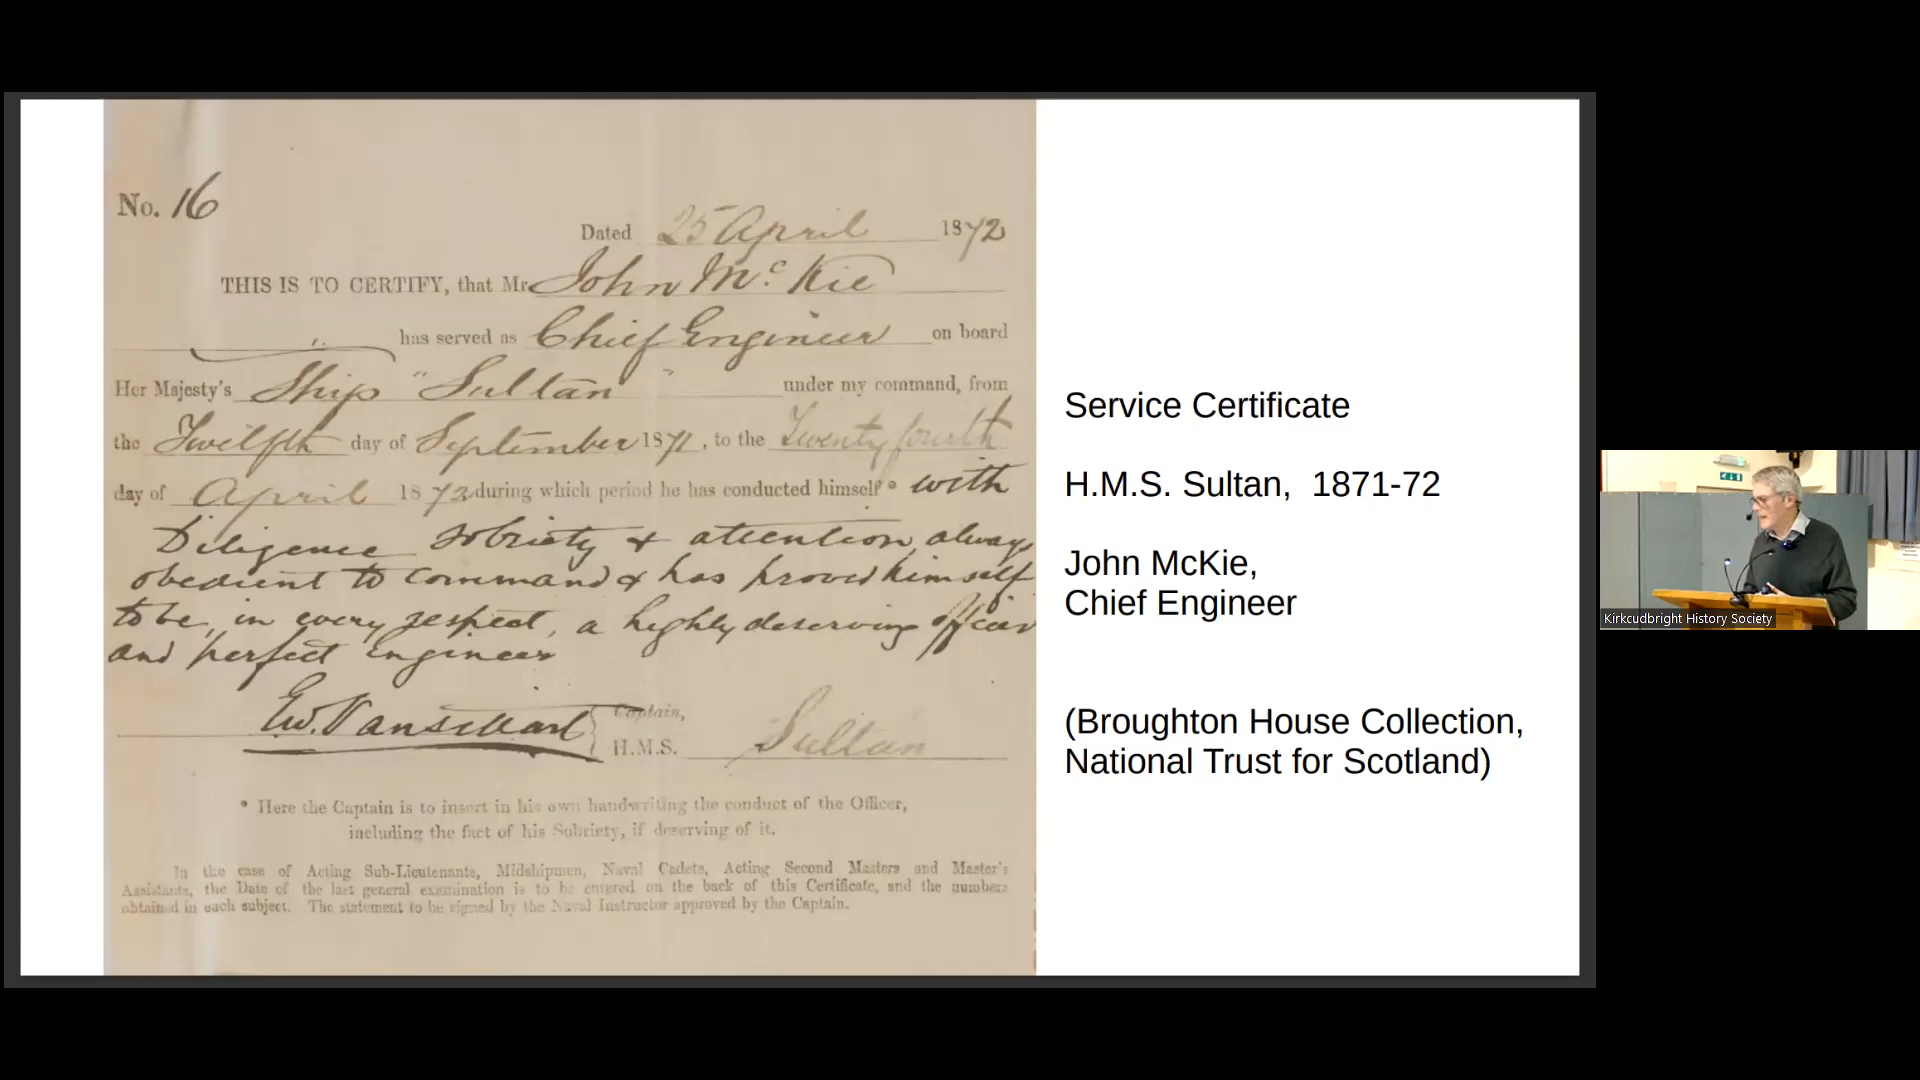 No. 16
Dated 25 April 1872
THIS IS TO CERTIFY, that Mr John McKie
has served as Chief Engineer on board
Her Majesty's Ship "Sultan" under my command, from
the Twelfth day of September 1871, to the Twenty fourth
day of April 1872 during which period he has conducted himself* with
Diligence sobriety & attention always
obedient to command & has proved himself
to be, in every respect, a highly deserving officer
and perfect Engineer
EW. Vansittart Captain,
H.M.S. Sultan
* Here the Captain is to insert in his own handwriting the conduct of the Officer,
including the fact of his Sobriety, if deserving of it.
In the case of Acting Sub-Lieutenants, Midshipmen, Naval Cadets, Acting Second Masters and Master's
Assistants, the Date of the last general examination is to be entered on the back of this Certificate, and the numbers
obtained in each subject. The statement to be signed by the Naval Instructor approved by the Captain.
Service Certificate
H.M.S. Sultan, 1871-72
John McKie,
Chief Engineer
(Broughton House Collection,
National Trust for Scotland)
Kirkcudbright History Society